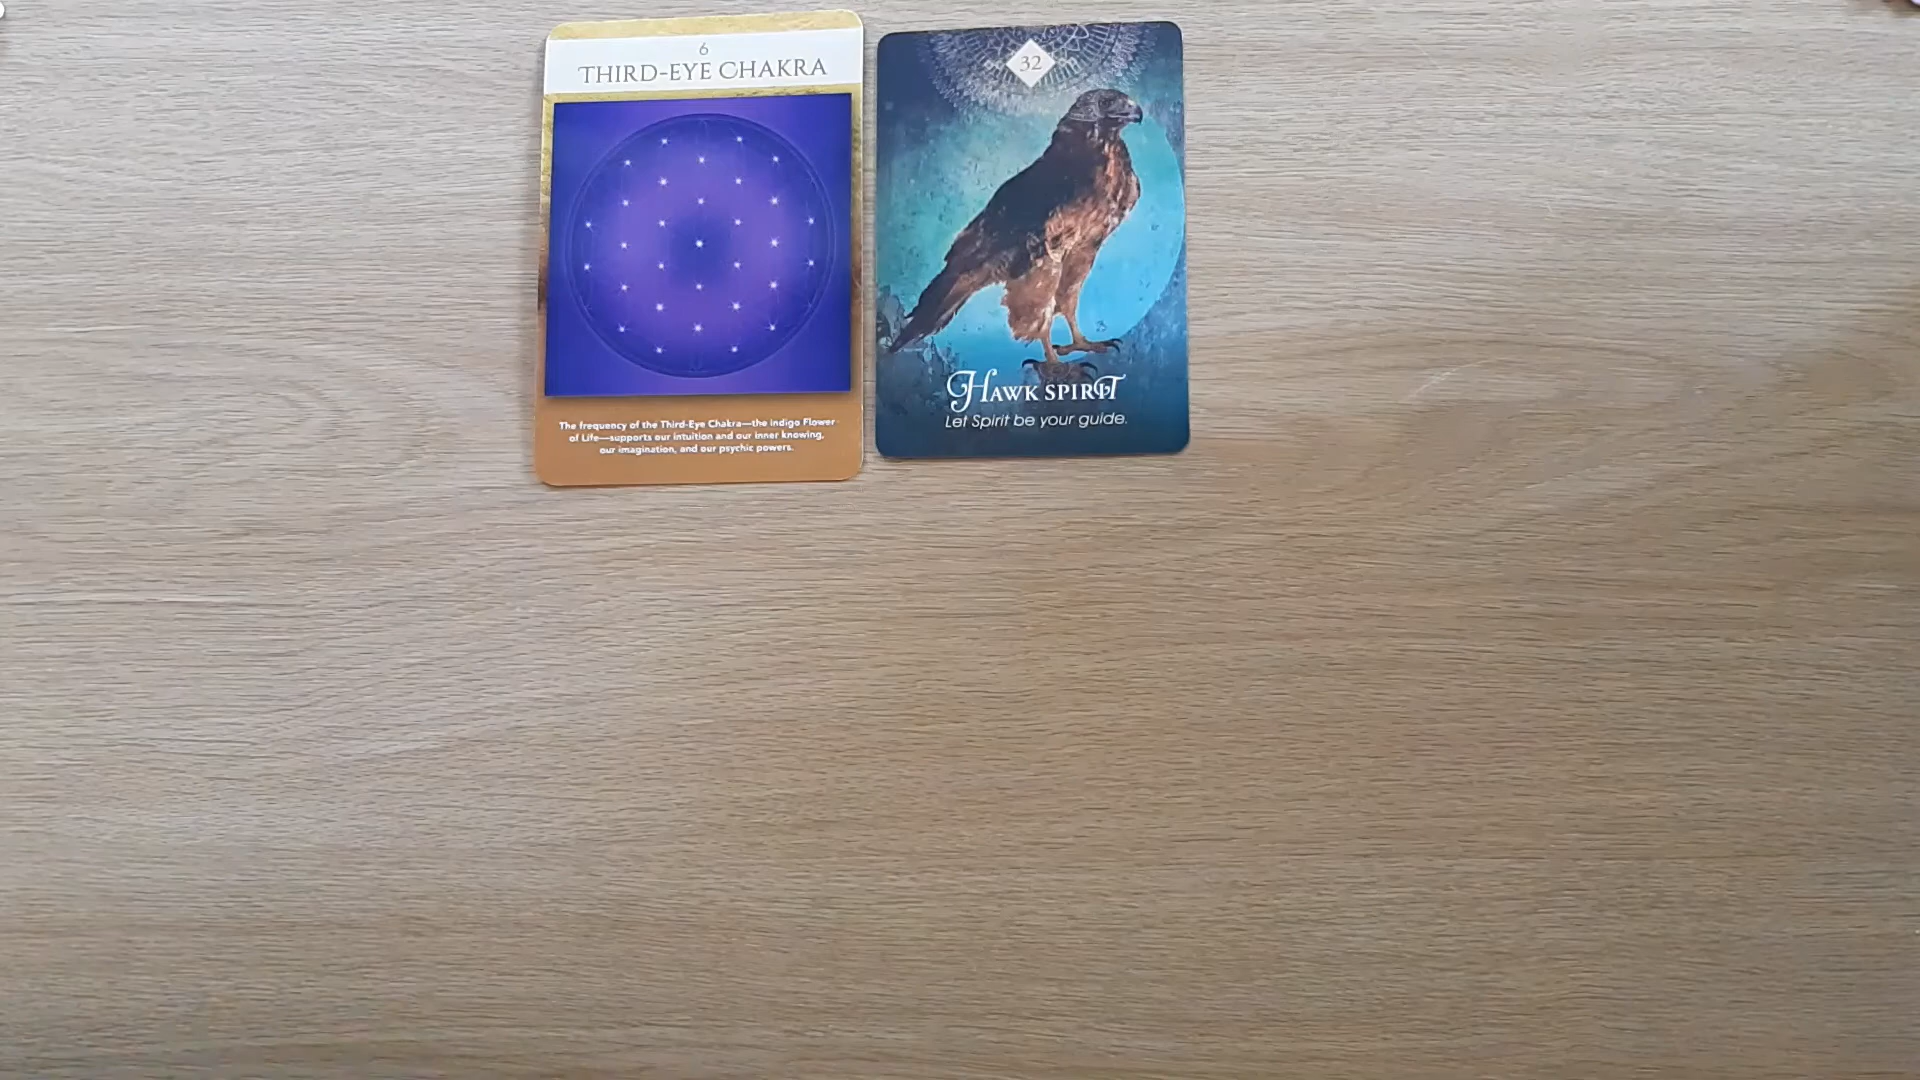 6
THIRD-EYE CHAKRA
The frequency of the Third-Eye Chakra—the Indigo Flower
of Life—supports our intuition and our inner knowing,
our imagination, and our psychic powers.
32
HAWK SPIRIT
Let Spirit be your guide.